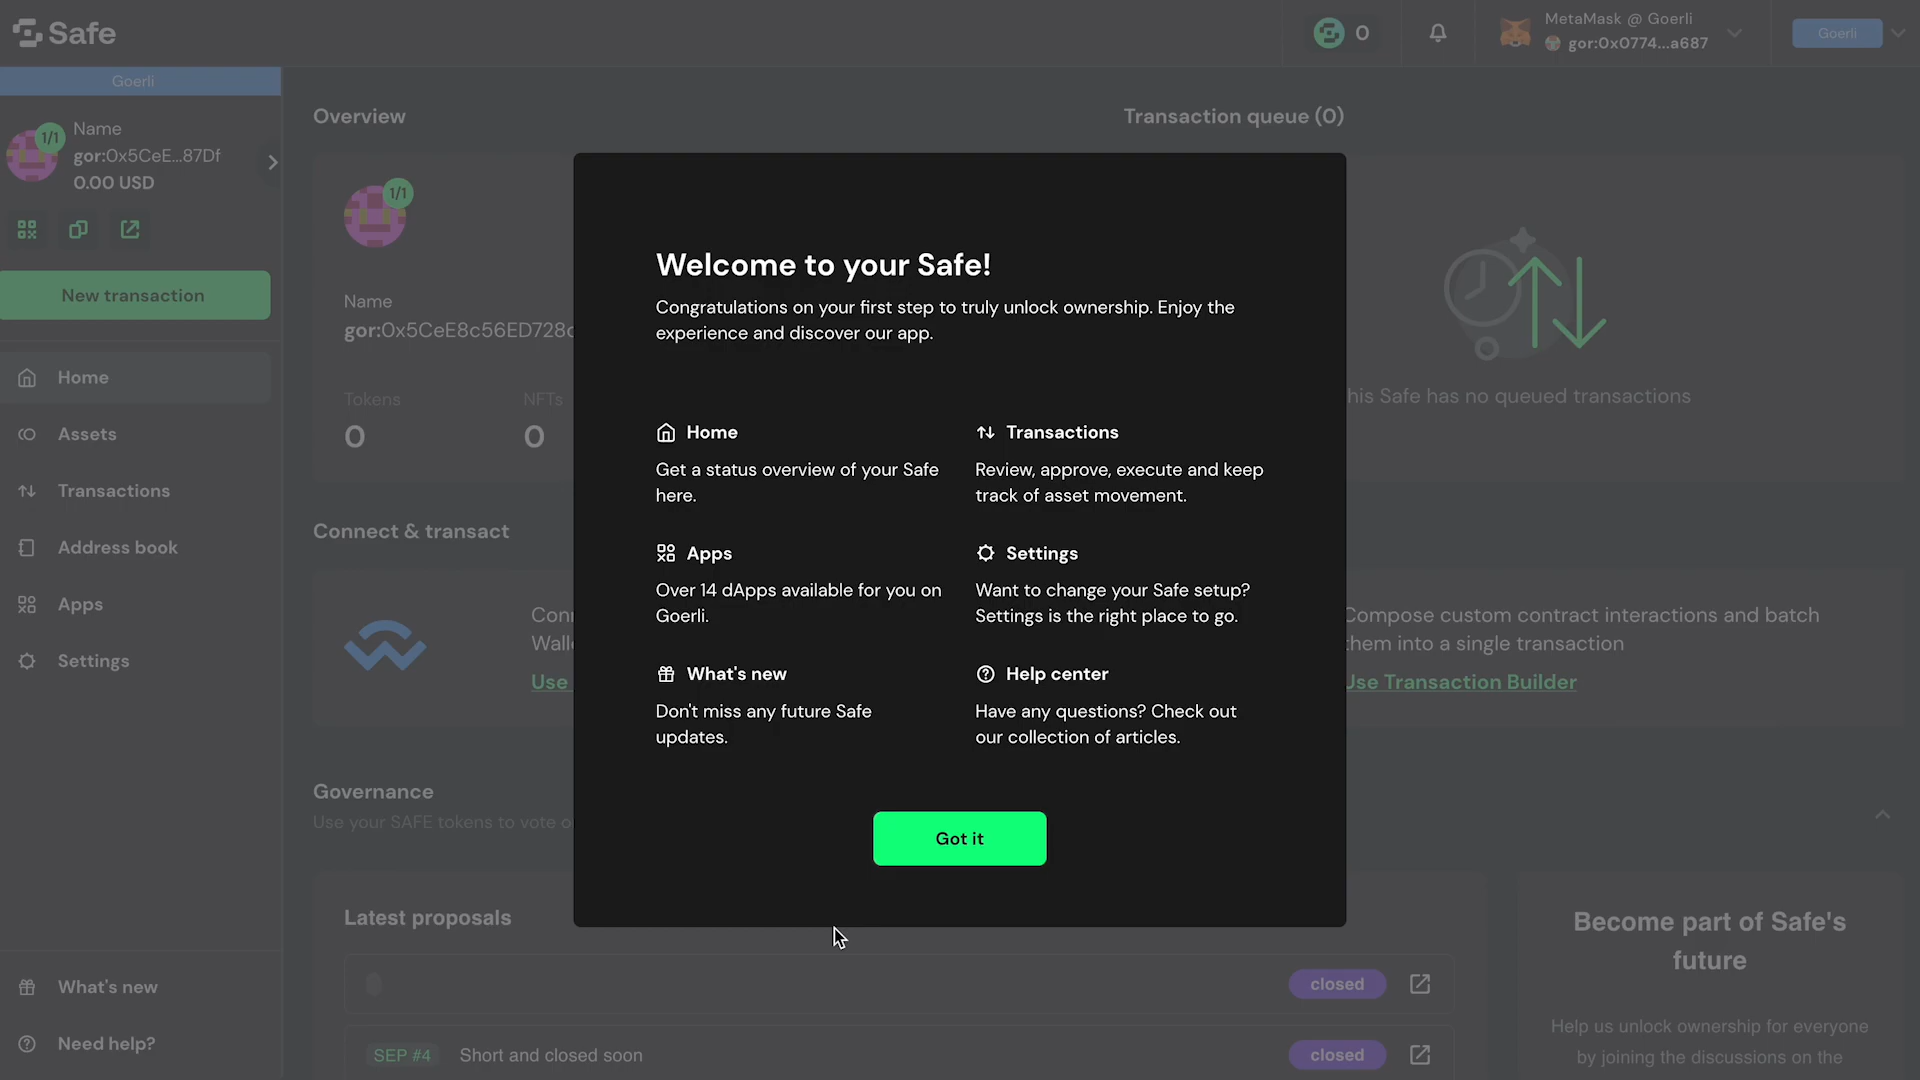 Safe
0
MetaMask @ Goerli
gor:0x0774...a687
Goerli
Goerli
1/1
Name
gor:0x5CeE...87Df
0.00 USD
New transaction
Home
Assets
Transactions
Address book
Apps
Settings
What's new
Need help?
Overview
1/1
Name
gor:0x5CeE8c56ED728
Tokens
NFTs
0
0
Transaction queue (0)
his Safe has no queued transactions
Connect & transact
Use
Compose custom contract interactions and batch
them into a single transaction
Use Transaction Builder
Governance
Use your SAFE tokens to vote
Latest proposals
closed
SEP #4
Short and closed soon
closed
Become part of Safe's
future
Help us unlock ownership for everyone
by joining the discussions on the
Welcome to your Safe!
Congratulations on your first step to truly unlock ownership. Enjoy the
experience and discover our app.
Home
Get a status overview of your Safe
here.
Transactions
Review, approve, execute and keep
track of asset movement.
Apps
Over 14 dApps available for you on
Goerli.
Settings
Want to change your Safe setup?
Settings is the right place to go.
What's new
Don't miss any future Safe
updates.
Help center
Have any questions? Check out
our collection of articles.
Got it